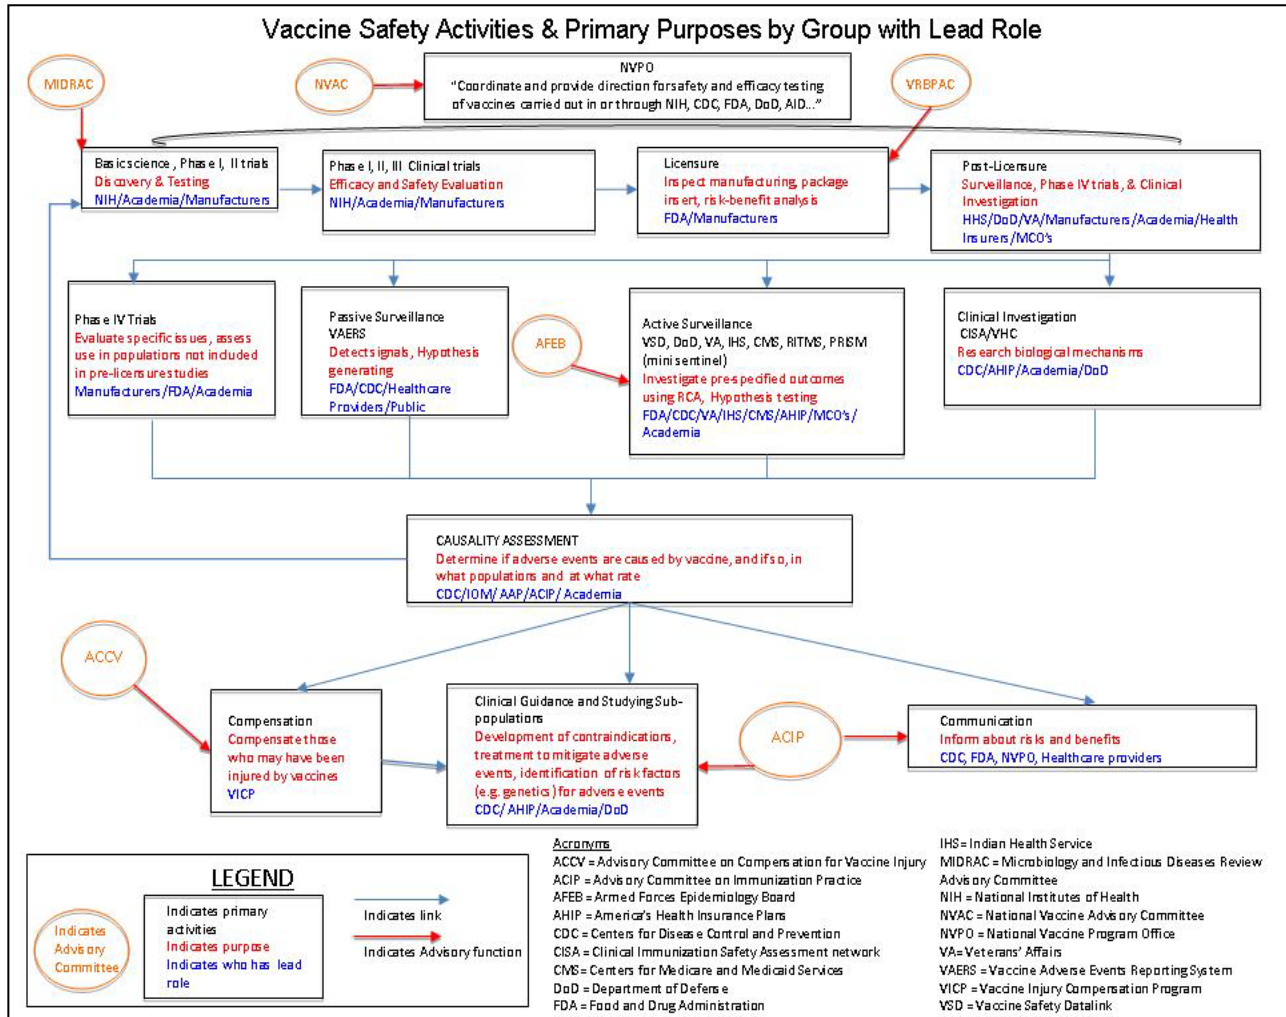 Vaccine Safety Activities & Primary Purposes by Group with Lead Role
MIDRAC
NVAC
NVPO
"Coordinate and provide direction for safety and efficacy testing
of vaccines carried out in or through NIH, CDC, FDA, DoD, AID..."
VRBPAC
Basic science, Phase I, II trials
Discovery & Testing
NIH/Academia/Manufacturers
Phase I, II, III Clinical trials
Efficacy and Safety Evaluation
NIH/Academia/Manufacturers
Licensure
Inspect manufacturing, package
insert, risk-benefit analysis
FDA/Manufacturers
Post-Licensure
Surveillance, Phase IV trials, & Clinical
Investigation
HHS/DoD/VA/Manufacturers/Academia/Health
Insurers/MCO's
Phase IV Trials
Evaluate specific issues, assess
use in populations not included
in pre-licensure studies
Manufacturers/FDA/Academia
Passive Surveillance
VAERS
Detect signals, Hypothesis
generating
FDA/CDC/Healthcare
Providers/Public
AFEB
Active Surveillance
VSD, DoD, VA, IHS, CMS, RITMS, PRISM
(mini sentinel)
Investigate pre-specified outcomes
using RCA, Hypothesis testing
FDA/CDC/VA/IHS/CMS/AHIP/MCO's/
Academia
Clinical Investigation
CISA/VHC
Research biological mechanisms
CDC/AHIP/Academia/DoD
CAUSALITY ASSESSMENT
Determine if adverse events are caused by vaccine, and if so, in
what populations and at what rate
CDC/IOM/ AAP/ACIP/ Academia
ACCV
Compensation
Compensate those
who may have been
injured by vaccines
VICP
Clinical Guidance and Studying Sub-
populations
Development of contraindications,
treatment to mitigate adverse
events, identification of risk factors
(e.g. genetics) for adverse events
CDC/ AHIP/Academia/DoD
ACIP
Communication
Inform about risks and benefits
CDC, FDA, NVPO, Healthcare providers
LEGEND
Indicates
Advisory
Committee
Indicates primary
activities
Indicates purpose
Indicates who has lead
role
Indicates link
Indicates Advisory function
Acronyms
ACCV = Advisory Committee on Compensation for Vaccine Injury
ACIP = Advisory Committee on Immunization Practice
AFEB = Armed Forces Epidemiology Board
AHIP = America's Health Insurance Plans
CDC = Centers for Disease Control and Prevention
CISA = Clinical Immunization Safety Assessment network
CMS= Centers for Medicare and Medicaid Services
DoD = Department of Defense
FDA = Food and Drug Administration
IHS= Indian Health Service
MIDRAC = Microbiology and Infectious Diseases Review
Advisory Committee
NIH = National Institutes of Health
NVAC = National Vaccine Advisory Committee
NVPO = National Vaccine Program Office
VA= Veterans' Affairs
VAERS = Vaccine Adverse Events Reporting System
VICP = Vaccine Injury Compensation Program
VSD = Vaccine Safety Datalink